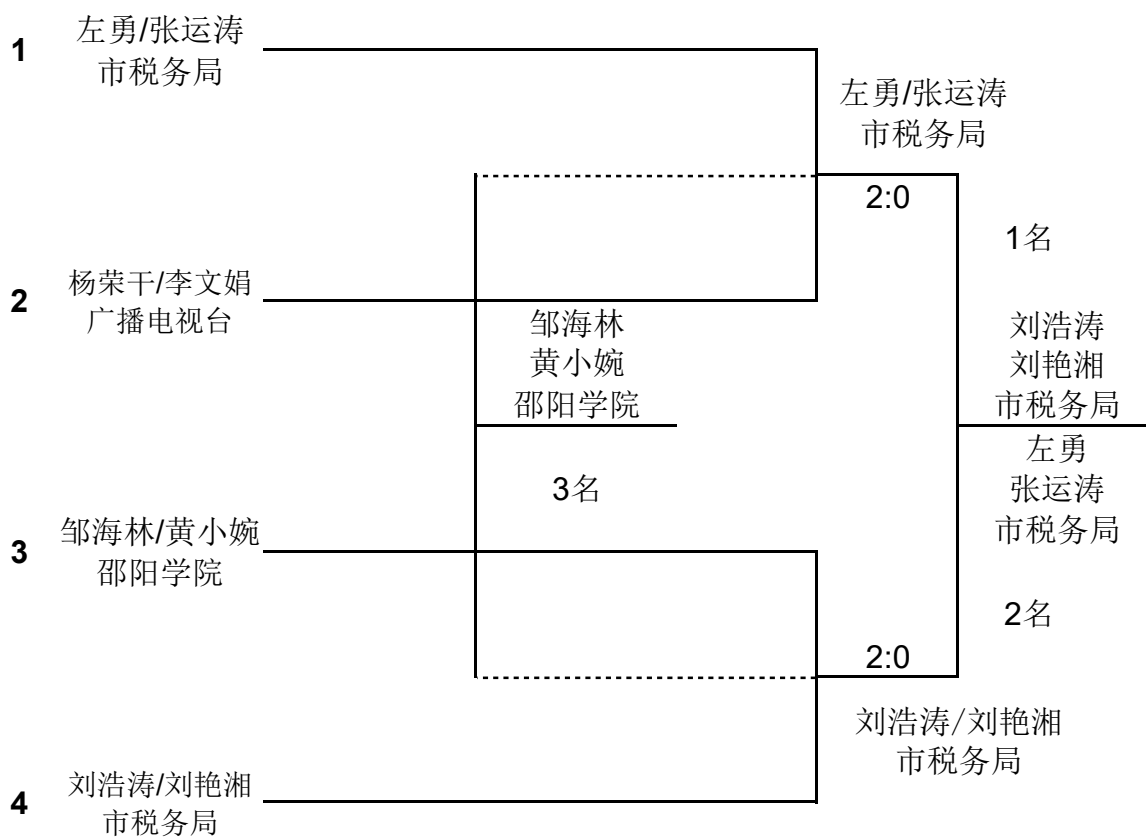 1
左勇/张运涛
市税务局
左勇/张运涛
市税务局
2:0
1名
2
杨荣干/李文娟
广播电视台
邹海林
黄小婉
邵阳学院
刘浩涛
刘艳湘
市税务局
左勇
张运涛
市税务局
3名
3
邹海林/黄小婉
邵阳学院
2名
2:0
刘浩涛/刘艳湘
市税务局
4
刘浩涛/刘艳湘
市税务局